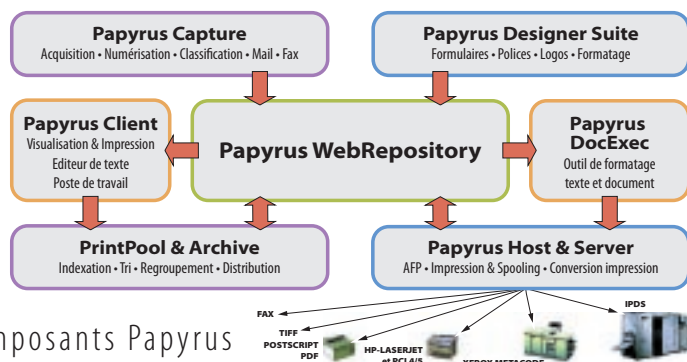 Papyrus Capture
Acquisition • Numérisation • Classification • Mail • Fax
Papyrus Designer Suite
Formulaires • Polices • Logos • Formatage
Papyrus Client
Visualisation & Impression
Editeur de texte
Poste de travail
Papyrus WebRepository
Papyrus
DocExec
Outil de formatage
texte et document
PrintPool & Archive
Indexation • Tri • Regroupement • Distribution
Papyrus Host & Server
AFP • Impression & Spooling • Conversion impression
mposants Papyrus
FAX
TIFF
POSTSCRIPT
PDF
HP-LASERJET
et PCL4/5
XEROX METACODE
IPDS